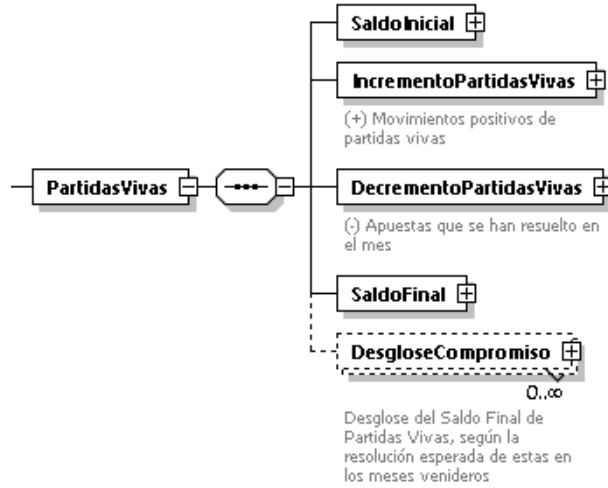 SaldoInicial
IncrementoPartidasVivas
(+) Movimientos positivos de
partidas vivas
PartidasVivas
DecrementoPartidasVivas
(-) Apuestas que se han resuelto en
el mes
SaldoFinal
DesgloseCompromiso
0..∞
Desglose del Saldo Final de
Partidas Vivas, según la
resolución esperada de estas en
los meses venideros